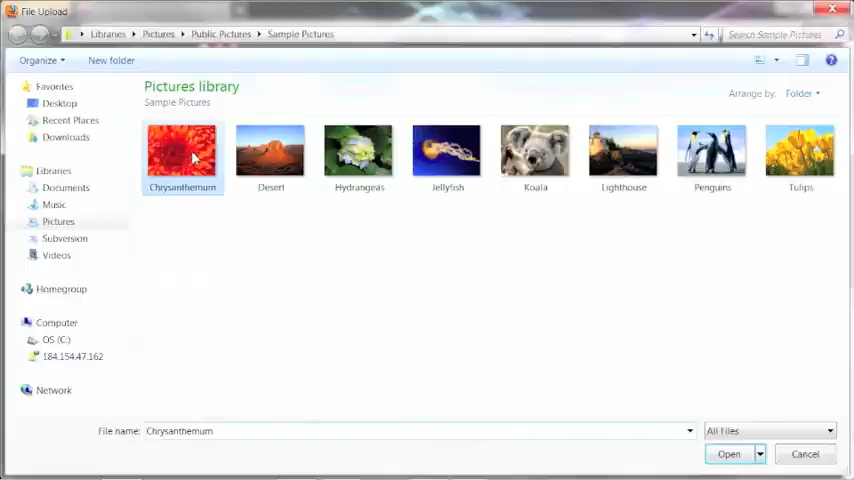 File Upload
Libraries Pictures Public Pictures Sample Pictures
Search Sample Pictures
Organize New folder
Favorites
Desktop
Recent Places
Downloads
Libraries
Documents
Music
Pictures
Subversion
Videos
Homegroup
Computer
OS (C:)
184.154.47.162
Network
Pictures library
Sample Pictures
Arrange by: Folder
Chrysanthemum Desert Hydrangeas Jellyfish Koala Lighthouse Penguins Tulips
File name: Chrysanthemum All Files
Open Cancel